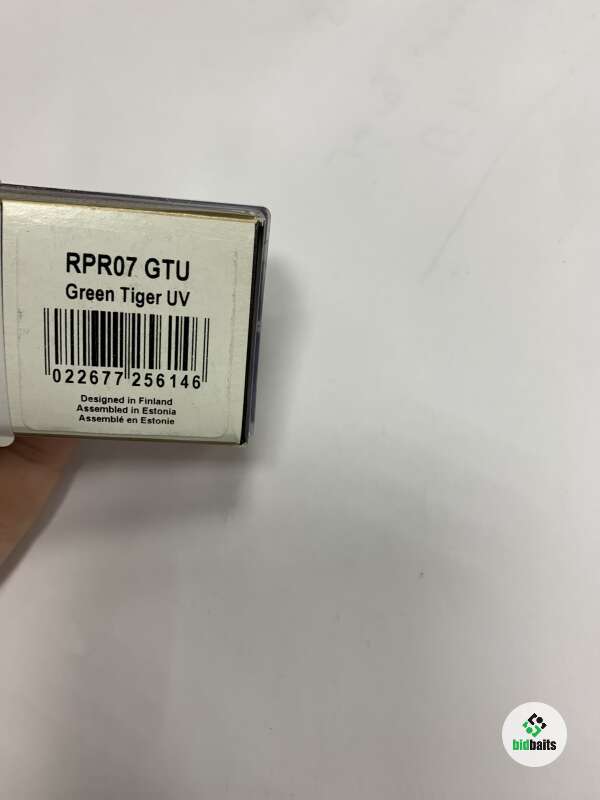 RPR07 GTU
Green Tiger UV
022677 256146
Designed in Finland
Assembled in Estonia
Assemblé en Estonie
bidbaits